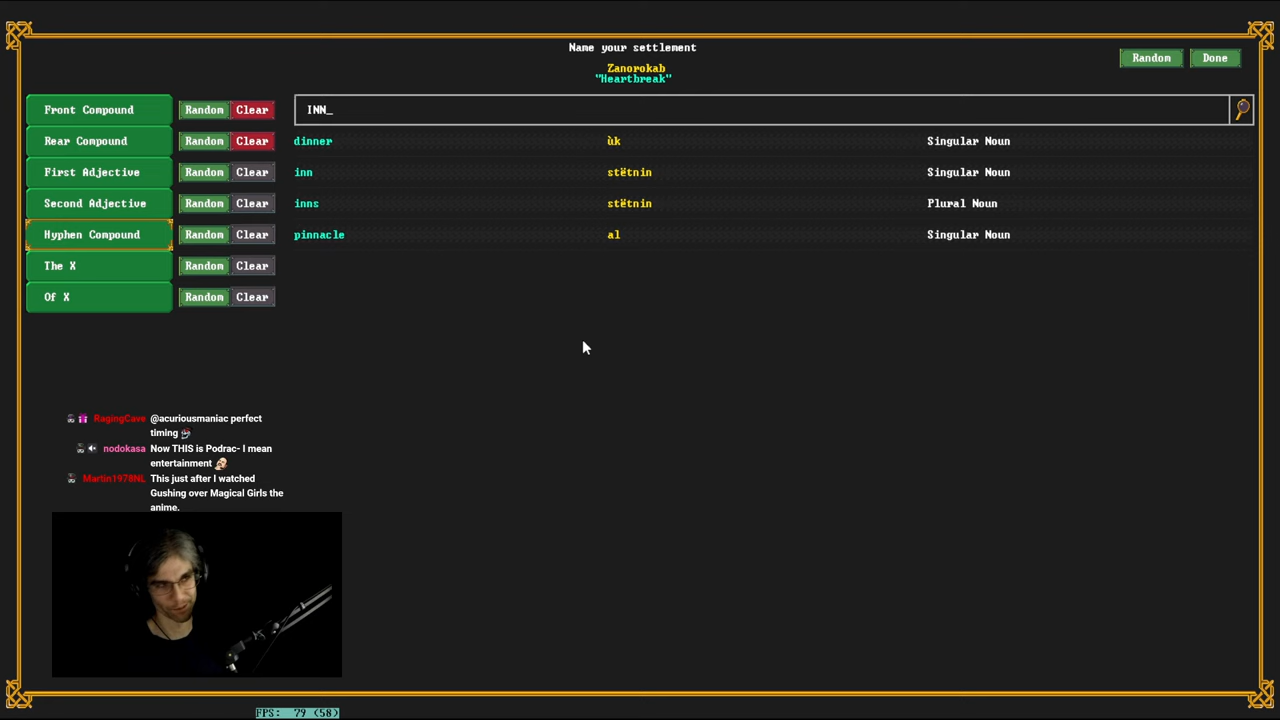 Name your settlement
Zanorokab
"Heartbreak"
Random Done
Front Compound Random Clear INN_
Rear Compound Random Clear dinner ùk Singular Noun
First Adjective Random Clear inn stëtnin Singular Noun
Second Adjective Random Clear inns stëtnin Plural Noun
Hyphen Compound Random Clear pinnacle al Singular Noun
The X Random Clear
Of X Random Clear
RagingCave @acuriousmaniac perfect
timing
nodokasa Now THIS is Podrac- I mean
entertainment
Martin1978NL This just after I watched
Gushing over Magical Girls the
anime.
FPS: 79 (58)